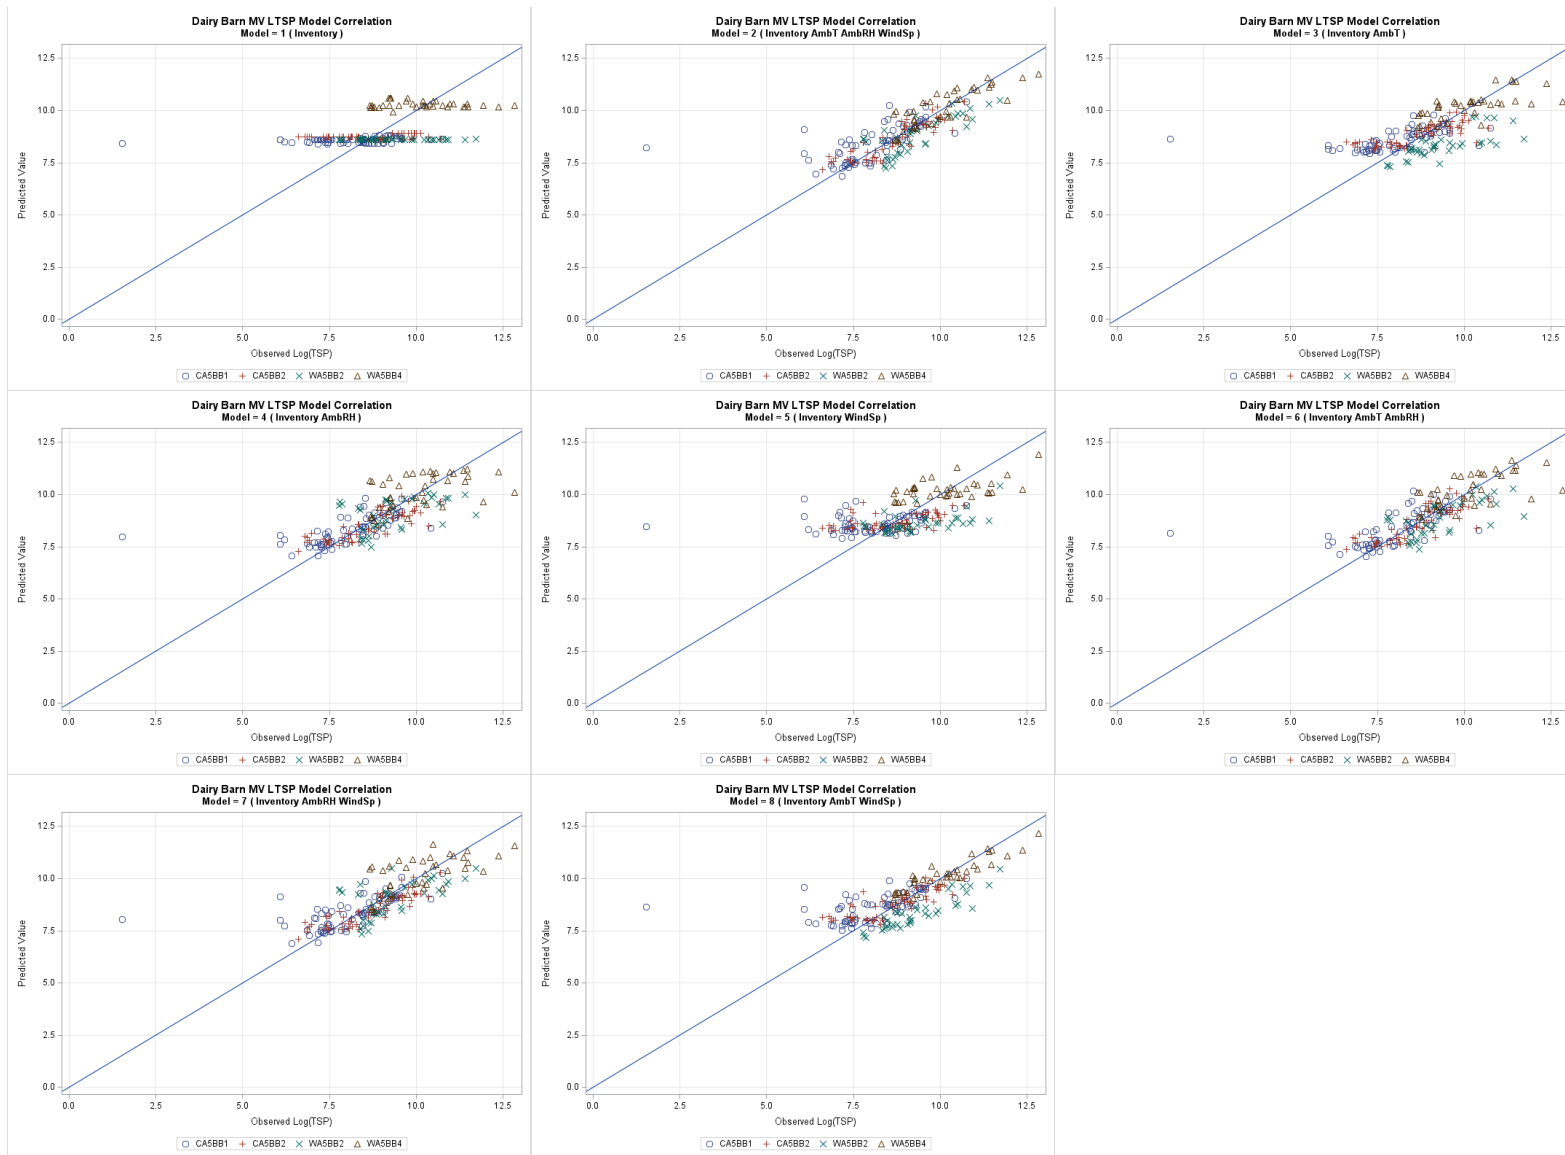 Dairy Barn MV LTSP Model Correlation
Model = 1 ( Inventory )
12.5
10.0
7.5
5.0
2.5
0.0
Predicted Value
0.0 2.5 5.0 7.5 10.0 12.5
Observed Log(TSP)
CA5BB1 CA5BB2 WA5BB2 WA5BB4
Dairy Barn MV LTSP Model Correlation
Model = 2 ( Inventory AmbT AmbRH WindSp )
12.5
10.0
7.5
5.0
2.5
0.0
Predicted Value
0.0 2.5 5.0 7.5 10.0 12.5
Observed Log(TSP)
CA5BB1 CA5BB2 WA5BB2 WA5BB4
Dairy Barn MV LTSP Model Correlation
Model = 3 ( Inventory AmbT )
12.5
10.0
7.5
5.0
2.5
0.0
Predicted Value
0.0 2.5 5.0 7.5 10.0 12.5
Observed Log(TSP)
CA5BB1 CA5BB2 WA5BB2 WA5BB4
Dairy Barn MV LTSP Model Correlation
Model = 4 ( Inventory AmbRH )
12.5
10.0
7.5
5.0
2.5
0.0
Predicted Value
0.0 2.5 5.0 7.5 10.0 12.5
Observed Log(TSP)
CA5BB1 CA5BB2 WA5BB2 WA5BB4
Dairy Barn MV LTSP Model Correlation
Model = 5 ( Inventory WindSp )
12.5
10.0
7.5
5.0
2.5
0.0
Predicted Value
0.0 2.5 5.0 7.5 10.0 12.5
Observed Log(TSP)
CA5BB1 CA5BB2 WA5BB2 WA5BB4
Dairy Barn MV LTSP Model Correlation
Model = 6 ( Inventory AmbT AmbRH )
12.5
10.0
7.5
5.0
2.5
0.0
Predicted Value
0.0 2.5 5.0 7.5 10.0 12.5
Observed Log(TSP)
CA5BB1 CA5BB2 WA5BB2 WA5BB4
Dairy Barn MV LTSP Model Correlation
Model = 7 ( Inventory AmbRH WindSp )
12.5
10.0
7.5
5.0
2.5
0.0
Predicted Value
0.0 2.5 5.0 7.5 10.0 12.5
Observed Log(TSP)
CA5BB1 CA5BB2 WA5BB2 WA5BB4
Dairy Barn MV LTSP Model Correlation
Model = 8 ( Inventory AmbT WindSp )
12.5
10.0
7.5
5.0
2.5
0.0
Predicted Value
0.0 2.5 5.0 7.5 10.0 12.5
Observed Log(TSP)
CA5BB1 CA5BB2 WA5BB2 WA5BB4